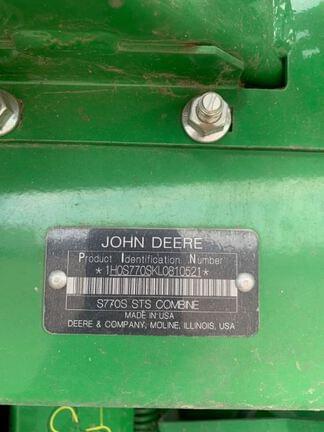 JOHN DEERE
Product Identification Number
*1H0S770SKL0810521*
S770S STS COMBINE
MADE IN USA
DEERE & COMPANY, MOLINE, ILLINOIS, USA